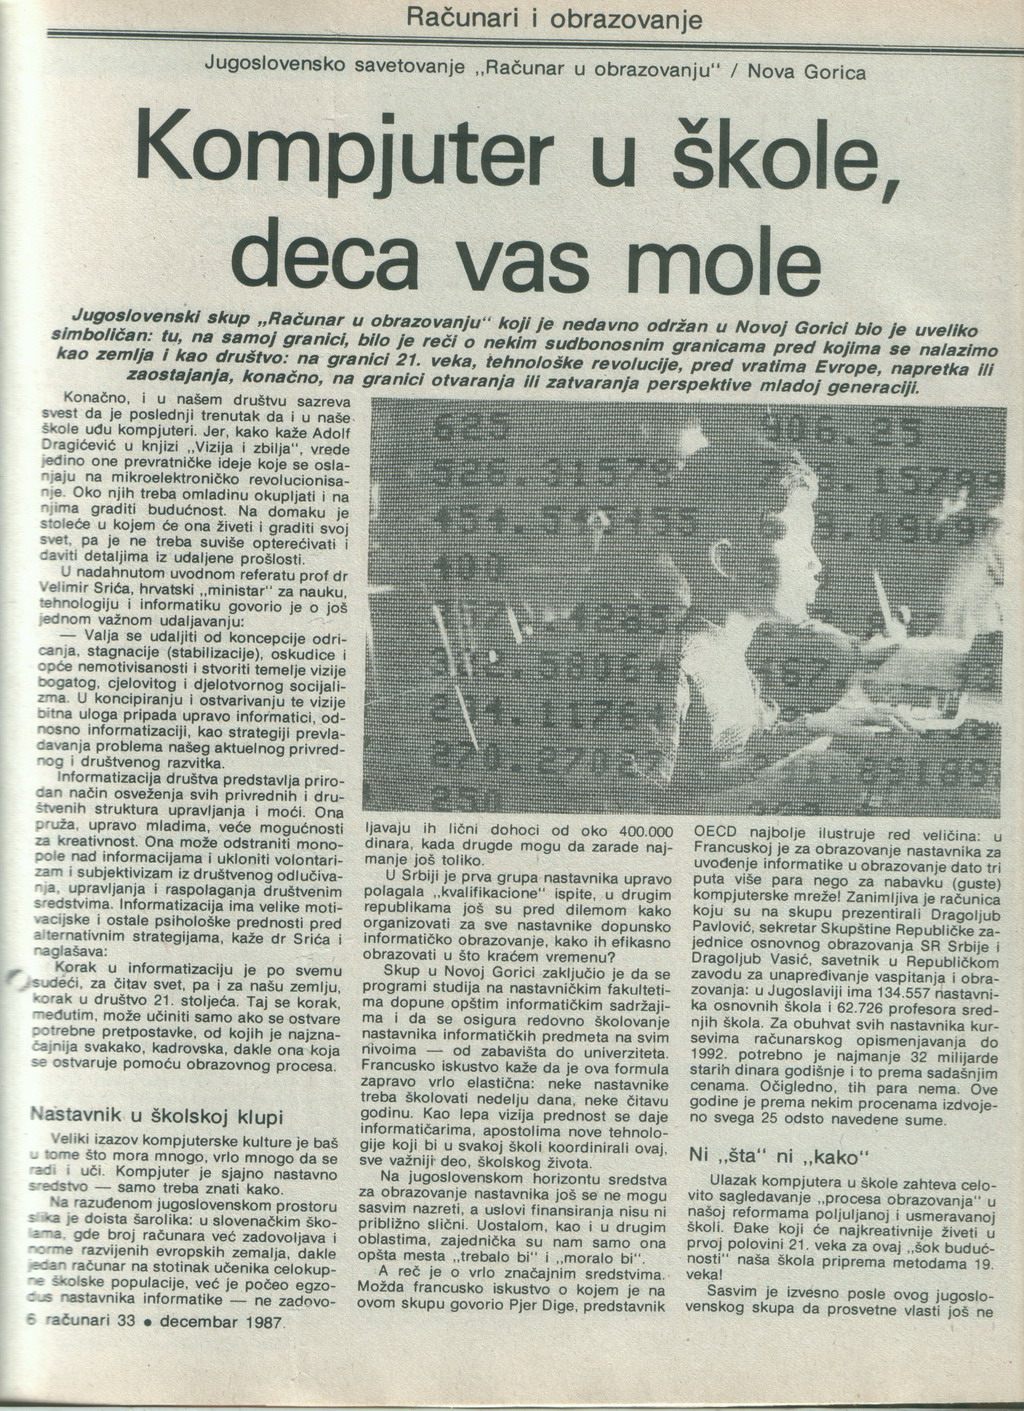 Računari i obrazovanje
Jugoslovensko savetovanje „Računar u obrazovanju“ / Nova Gorica
Kompjuter u škole,
deca vas mole
Jugoslovenski skup „Računar u obrazovanju“ koji je nedavno održan u Novoj Gorici bio je uveliko
simboličan: tu, na samoj granici, bilo je reči o nekim sudbonosnim granicama pred kojima se nalazimo
kao zemlja i kao društvo: na granici 21. veka, tehnološke revolucije, pred vratima Evrope, napretka ili
zaostajanja, konačno, na granici otvaranja ili zatvaranja perspektive mladoj generaciji.
Konačno, i u našem društvu sazreva
svest da je poslednji trenutak da i u naše
škole uđu kompjuteri. Jer, kako kaže Adolf
Dragićević u knjizi „Vizija i zbilja“, vrede
jedino one prevratničke ideje koje se osla-
njaju na mikroelektroničko revolucionisa-
nje. Oko njih treba omladinu okupljati i na
njima graditi budućnost. Na domaku je
stoleće u kojem će ona živeti i graditi svoj
svet, pa je ne treba suviše opterećivati i
daviti detaljima iz udaljene prošlosti.
U nadahnutom uvodnom referatu prof dr
Velimir Srića, hrvatski „ministar“ za nauku,
tehnologiju i informatiku govorio je o još
jednom važnom udaljavanju:
— Valja se udaljiti od koncepcije odri-
canja, stagnacije (stabilizacije), oskudice i
opće nemotivisanosti i stvoriti temelje vizije
bogatog, cjelovitog i djelotvornog socijali-
zma. U koncipiranju i ostvarivanju te vizije
bitna uloga pripada upravo informatici, od-
nosno informatizaciji, kao strategiji prevla-
davanja problema našeg aktuelnog privred-
nog i društvenog razvitka.
Informatizacija društva predstavlja priro-
dan način osveženja svih privrednih i dru-
štvenih struktura upravljanja i moći. Ona
pruža, upravo mladima, veće mogućnosti
za kreativnost. Ona može odstraniti mono-
pole nad informacijama i ukloniti volontari-
zam i subjektivizam iz društvenog odlučiva-
nja, upravljanja i raspolaganja društvenim
sredstvima. Informatizacija ima velike moti-
vacijske i ostale psihološke prednosti pred
alternativnim strategijama, kaže dr Srića i
naglašava:
Korak u informatizaciju je po svemu
sudeći, za čitav svet, pa i za našu zemlju,
korak u društvo 21. stoljeća. Taj se korak,
međutim, može učiniti samo ako se ostvare
potrebne pretpostavke, od kojih je najzna-
čajnija svakako, kadrovska, dakle ona koja
se ostvaruje pomoću obrazovnog procesa.
Nastavnik u školskoj klupi
Veliki izazov kompjuterske kulture je baš
u tome što mora mnogo, vrlo mnogo da se
radi i uči. Kompjuter je sjajno nastavno
sredstvo — samo treba znati kako.
Na razuđenom jugoslovenskom prostoru
slika je doista šarolika: u slovenačkim ško-
lama, gde broj računara već zadovoljava i
norme razvijenih evropskih zemalja, dakle
jedan računar na stotinak učenika celokup-
ne školske populacije, već je počeo egzo-
dus nastavnika informatike — ne zadovo-
ljavaju ih lični dohoci od oko 400.000
dinara, kada drugde mogu da zarade naj-
manje još toliko.
U Srbiji je prva grupa nastavnika upravo
polagala „kvalifikacione“ ispite, u drugim
republikama još su pred dilemom kako
organizovati za sve nastavnike dopunsko
informatičko obrazovanje, kako ih efikasno
obrazovati u što kraćem vremenu?
Skup u Novoj Gorici zaključio je da se
programi studija na nastavničkim fakulteti-
ma dopune opštim informatičkim sadržaji-
ma i da se osigura redovno školovanje
nastavnika informatičkih predmeta na svim
nivoima — od zabavišta do univerziteta.
Francusko iskustvo kaže da je ova formula
zapravo vrlo elastična: neke nastavnike
treba školovati nedelju dana, neke čitavu
godinu. Kao lepa vizija prednost se daje
informatičarima, apostolima nove tehnolo-
gije koji bi u svakoj školi koordinirali ovaj,
sve važniji deo, školskog života.
Na jugoslovenskom horizontu sredstva
za obrazovanje nastavnika još se ne mogu
sasvim nazreti, a uslovi finansiranja nisu ni
približno slični. Uostalom, kao i u drugim
oblastima, zajednička su nam samo ona
opšta mesta „trebalo bi“ i „moralo bi“.
A reč je o vrlo značajnim sredstvima.
Možda francusko iskustvo o kojem je na
ovom skupu govorio Pjer Dige, predstavnik
OECD najbolje ilustruje red veličina: u
Francuskoj je za obrazovanje nastavnika za
uvođenje informatike u obrazovanje dato tri
puta više para nego za nabavku (guste)
kompjuterske mreže! Zanimljiva je računica
koju su na skupu prezentirali Dragoljub
Pavlović, sekretar Skupštine Republičke za-
jednice osnovnog obrazovanja SR Srbije i
Dragoljub Vasić, savetnik u Republičkom
zavodu za unapređivanje vaspitanja i obra-
zovanja: u Jugoslaviji ima 134.557 nastavni-
ka osnovnih škola i 62.726 profesora sred-
njih škola. Za obuhvat svih nastavnika kur-
sevima računarskog opismenjavanja do
1992. potrebno je najmanje 32 milijarde
starih dinara godišnje i to prema sadašnjim
cenama. Očigledno, tih para nema. Ove
godine je prema nekim procenama izdvoje-
no svega 25 odsto navedene sume.
Ni „šta“ ni „kako“
Ulazak kompjutera u škole zahteva celo-
vito sagledavanje „procesa obrazovanja“ u
našoj reformama poljuljanoj i usmeravanoj
školi. Đake koji će najkreativnije živeti u
prvoj polovini 21. veka za ovaj „šok buduć-
nosti“ naša škola priprema metodama 19.
veka!
Sasvim je izvesno posle ovog jugoslo-
venskog skupa da prosvetne vlasti još ne
6 računari 33 • decembar 1987.
625
906.25
526.31579
15789
454.545455
400
.58064
270.27027
250